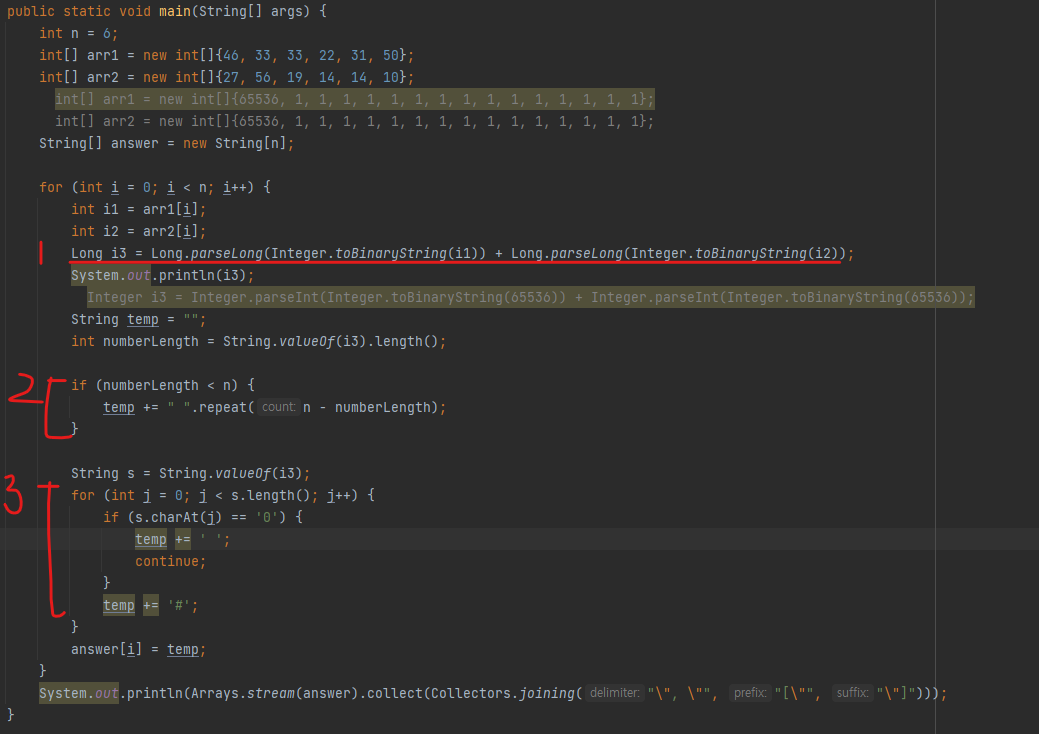 public static void main(String[] args) {
int n = 6;
int[] arr1 = new int[]{46, 33, 33, 22, 31, 50};
int[] arr2 = new int[]{27, 56, 19, 14, 14, 10};
int[] arr1 = new int[]{65536, 1, 1, 1, 1, 1, 1, 1, 1, 1, 1, 1, 1, 1, 1, 1};
int[] arr2 = new int[]{65536, 1, 1, 1, 1, 1, 1, 1, 1, 1, 1, 1, 1, 1, 1, 1};
String[] answer = new String[n];
for (int i = 0; i < n; i++) {
int i1 = arr1[i];
int i2 = arr2[i];
1 Long i3 = Long.parseLong(Integer.toBinaryString(i1)) + Long.parseLong(Integer.toBinaryString(i2));
System.out.println(i3);
Integer i3 = Integer.parseInt(Integer.toBinaryString(65536)) + Integer.parseInt(Integer.toBinaryString(65536));
String temp = "";
int numberLength = String.valueOf(i3).length();
2 if (numberLength < n) {
temp += " ".repeat( count: n - numberLength);
}
String s = String.valueOf(i3);
3 for (int j = 0; j < s.length(); j++) {
if (s.charAt(j) == '0') {
temp += ' ';
continue;
}
temp += '#';
}
answer[i] = temp;
}
System.out.println(Arrays.stream(answer).collect(Collectors.joining( delimiter: "\", \"", prefix: "[\"", suffix: "\"]")));
}